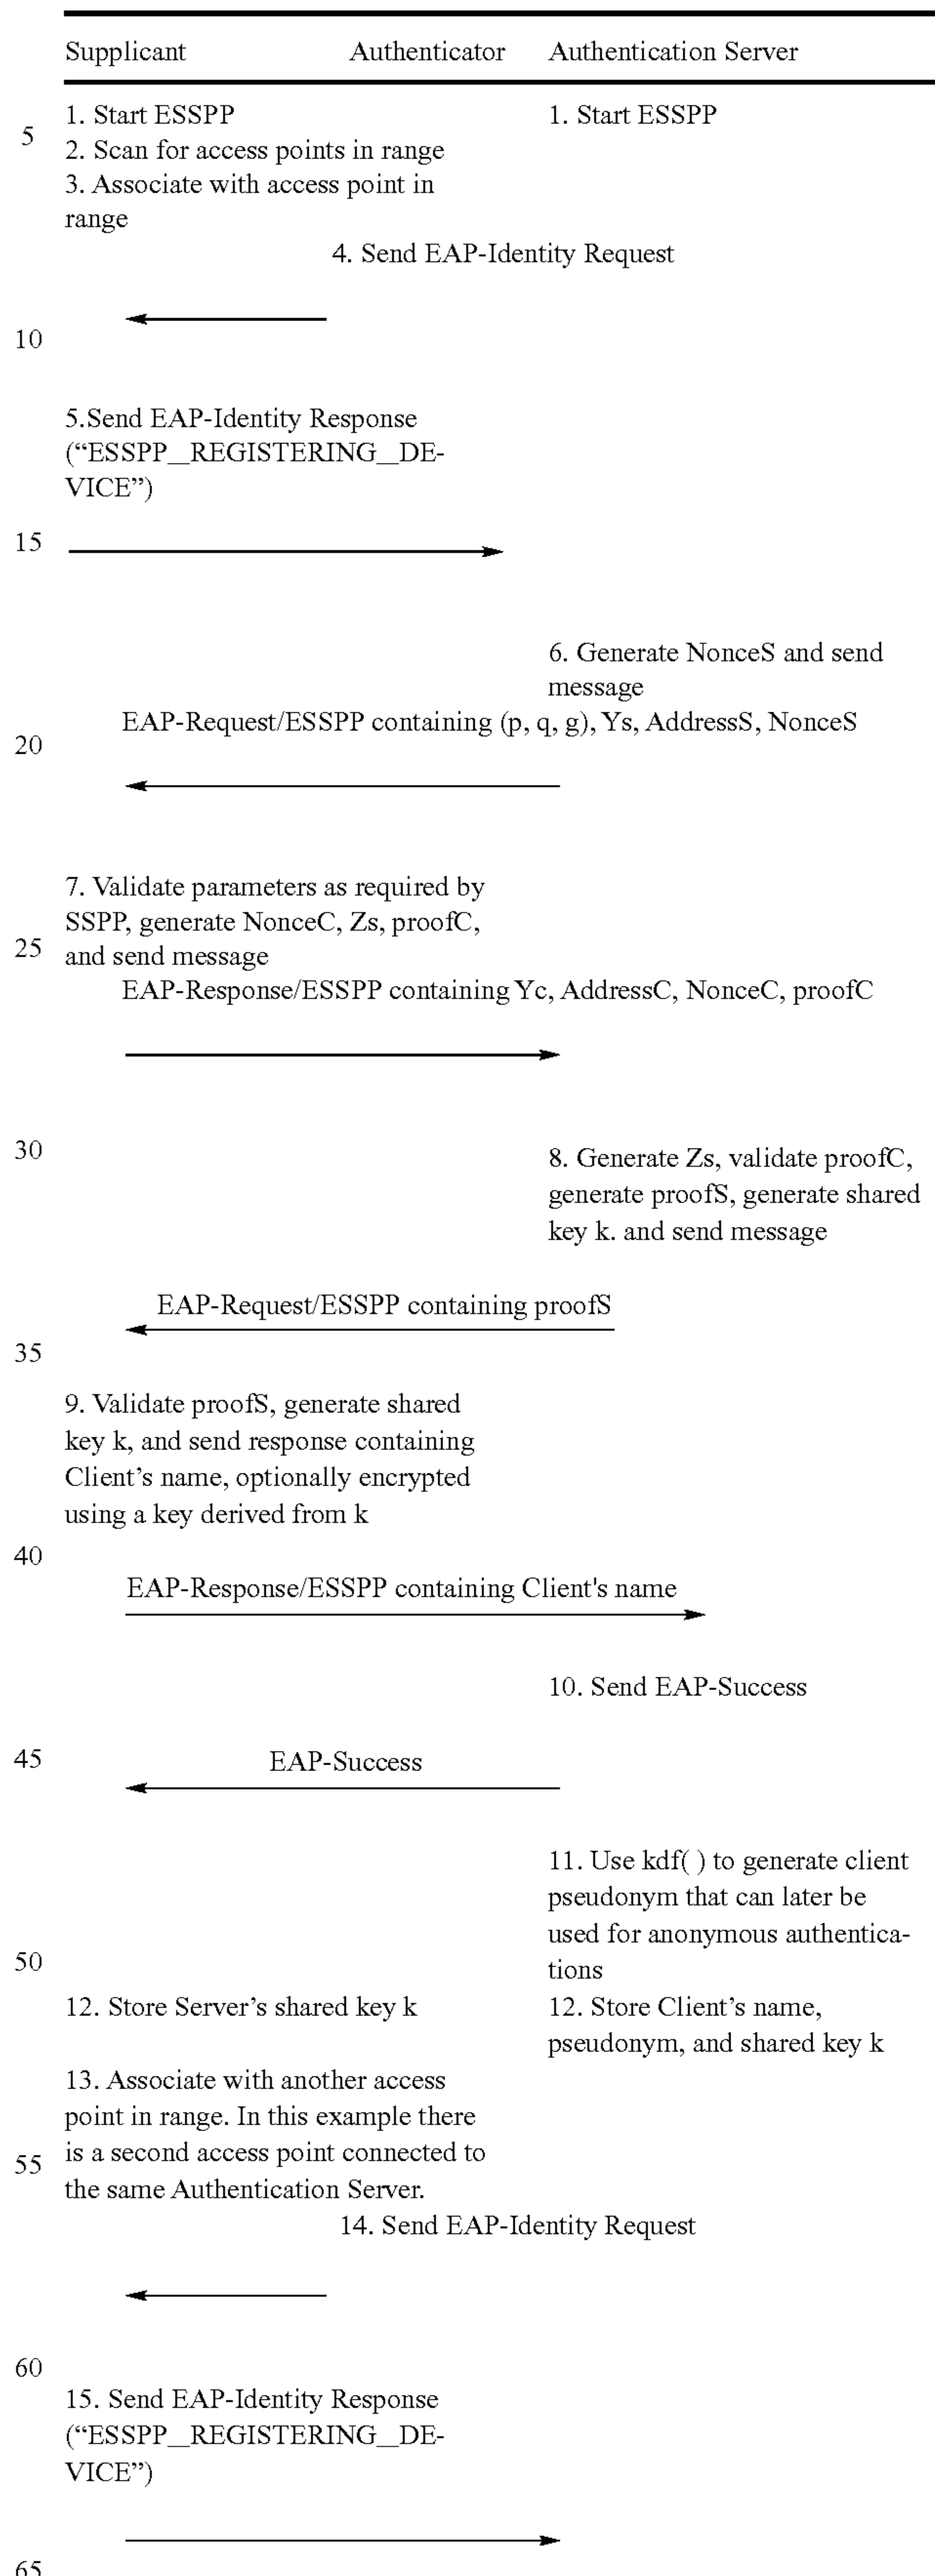 Supplicant Authenticator Authentication Server
1. Start ESSPP 1. Start ESSPP
5
2. Scan for access points in range
3. Associate with access point in
range
4. Send EAP-Identity Request
10
5.Send EAP-Identity Response
(“ESSPP__REGISTERING__DE-
VICE”)
15
6. Generate NonceS and send
message
EAP-Request/ESSPP containing (p, q, g), Ys, AddressS, NonceS
20
7. Validate parameters as required by
SSPP, generate NonceC, Zs, proofC,
25
and send message
EAP-Response/ESSPP containing Yc, AddressC, NonceC, proofC
30
8. Generate Zs, validate proofC,
generate proofS, generate shared
key k. and send message
EAP-Request/ESSPP containing proofS
35
9. Validate proofS, generate shared
key k, and send response containing
Client’s name, optionally encrypted
using a key derived from k
40
EAP-Response/ESSPP containing Client's name
10. Send EAP-Success
45
EAP-Success
11. Use kdf( ) to generate client
pseudonym that can later be
used for anonymous authentica-
50
tions
12. Store Server’s shared key k 12. Store Client’s name,
pseudonym, and shared key k
13. Associate with another access
point in range. In this example there
is a second access point connected to
55
the same Authentication Server.
14. Send EAP-Identity Request
60
15. Send EAP-Identity Response
(“ESSPP__REGISTERING__DE-
VICE”)
65